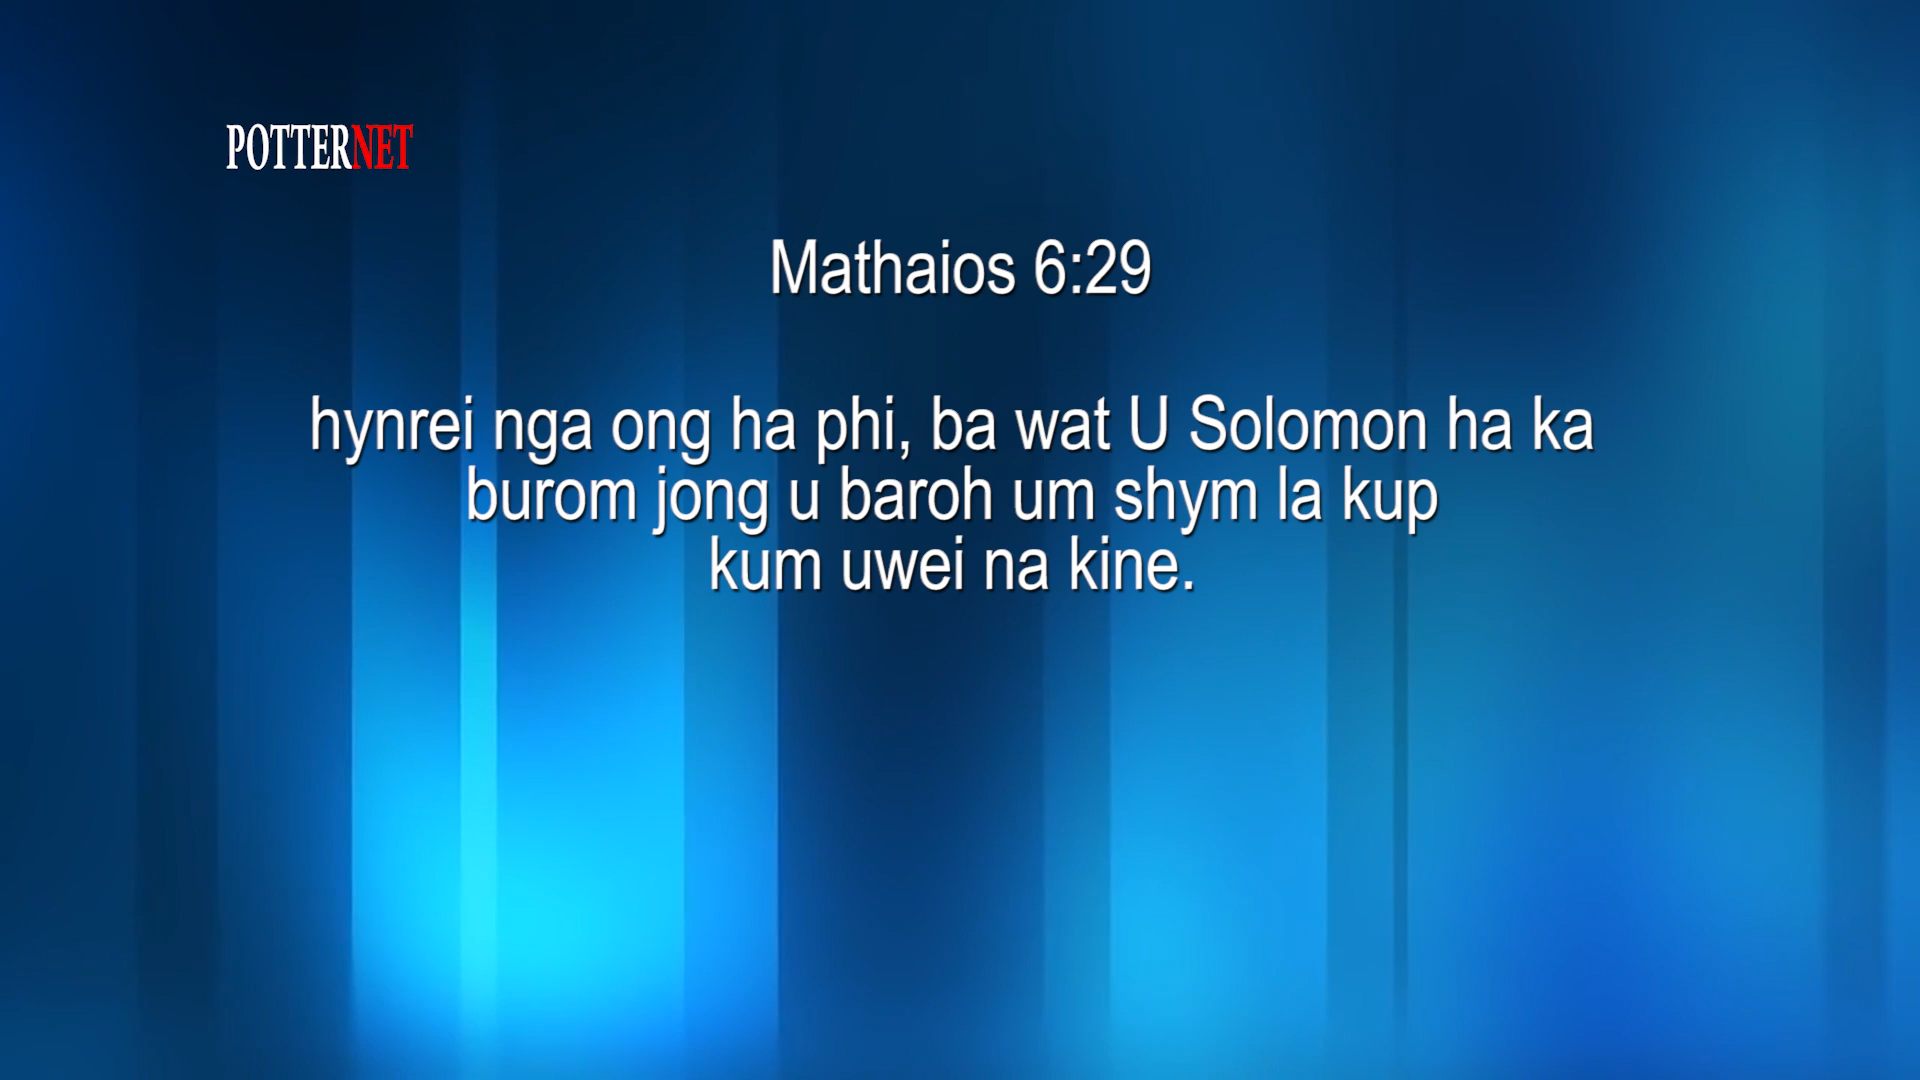 POTTERNET
Mathaios 6:29
hynrei nga ong ha phi, ba wat U Solomon ha ka
burom jong u baroh um shym la kup
kum uwei na kine.